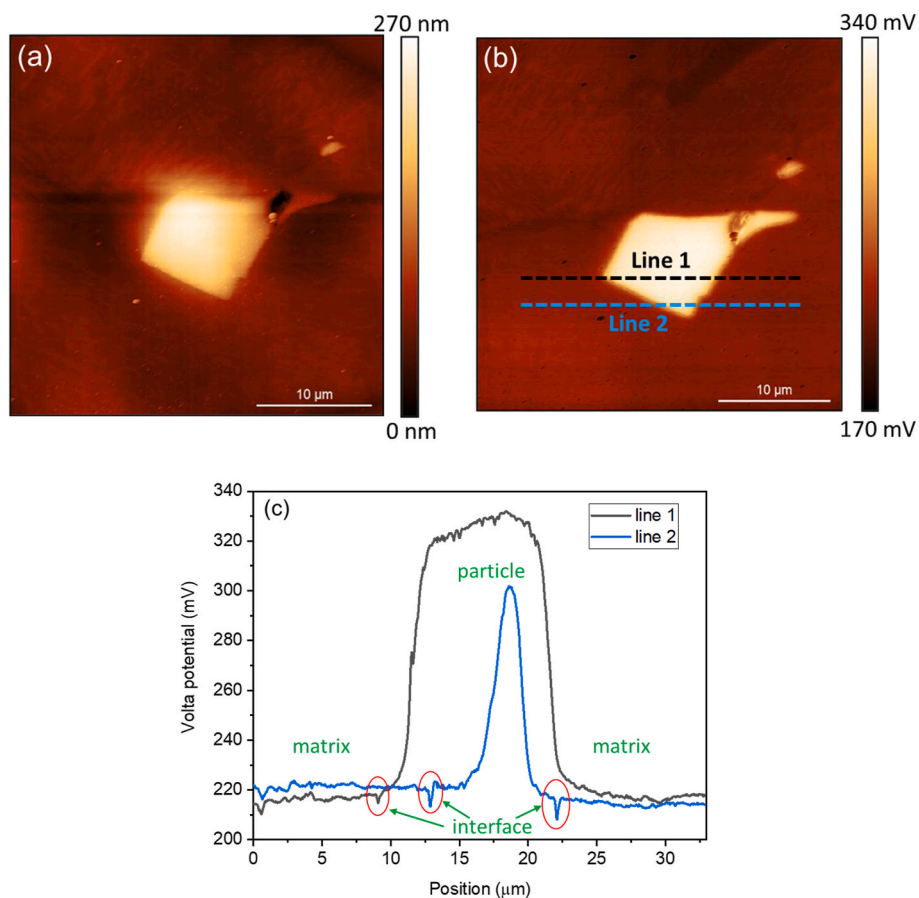 (a)
270 nm
10 µm
0 nm
(b)
340 mV
Line 1
Line 2
10 µm
170 mV
(c)
line 1
line 2
particle
matrix
matrix
interface
340
320
300
280
260
240
220
200
Volta potential (mV)
0 5 10 15 20 25 30
Position (µm)